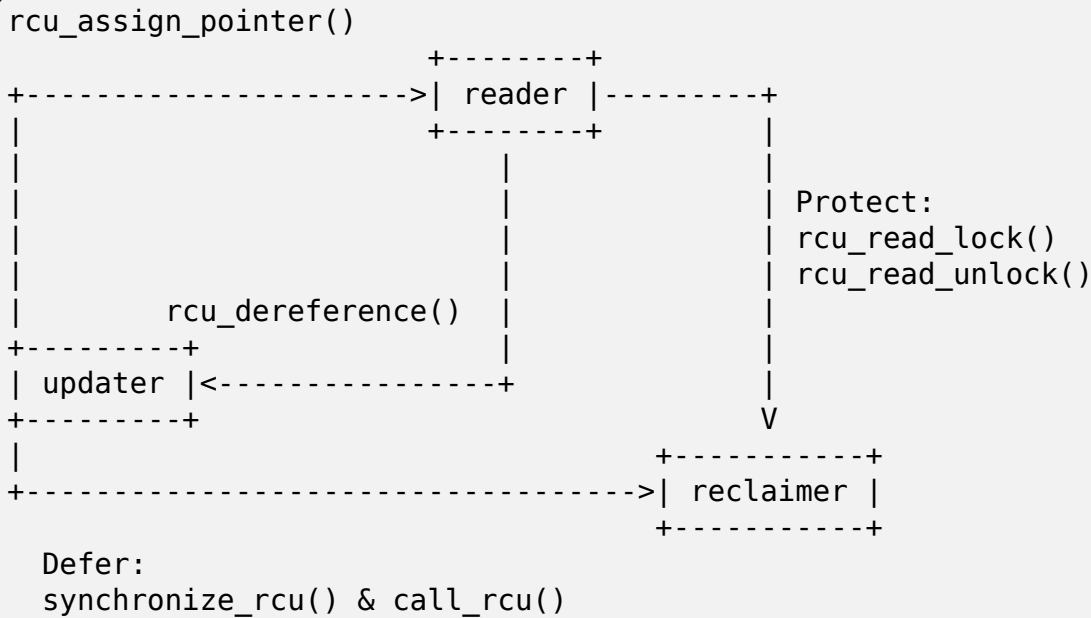 rcu_assign_pointer()
                        +--------+
+---------------------->| reader |---------+
|                       +--------+         |
|                           |              |
|                           |              | Protect:
|                           |              | rcu_read_lock()
|                           |              | rcu_read_unlock()
|        rcu_dereference()  |              |
+---------+                 |              |
| updater |<----------------+              |
+---------+                                V
|                                    +-----------+
+----------------------------------->| reclaimer |
                                     +-----------+
  Defer:
  synchronize_rcu() & call_rcu()